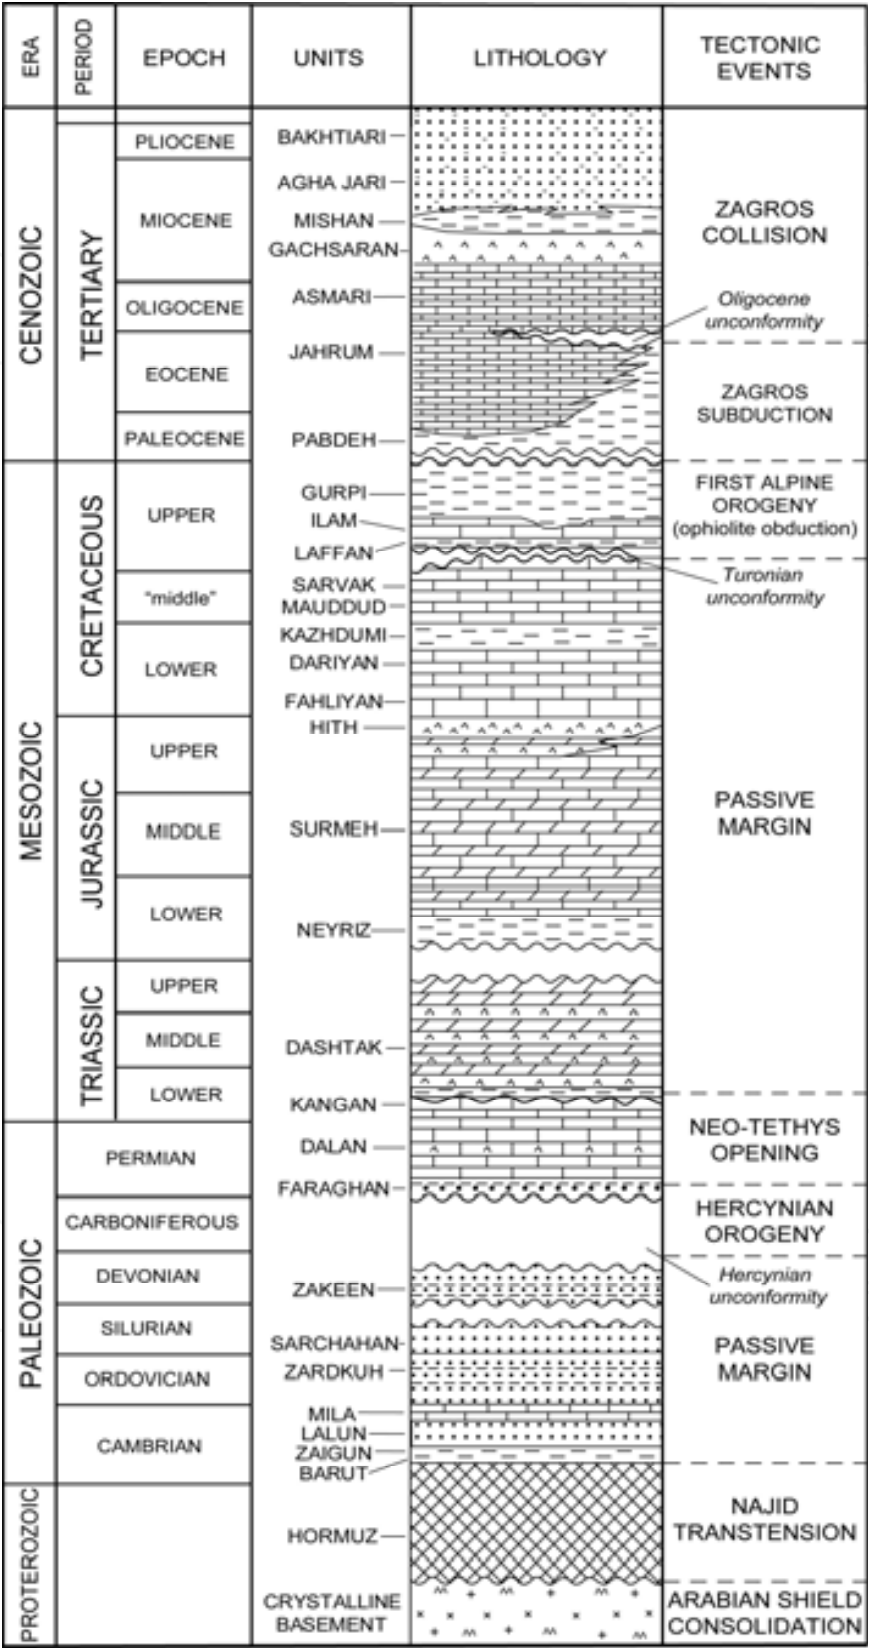 ERA
PERIOD
EPOCH
UNITS
LITHOLOGY
TECTONIC
EVENTS
CENOZOIC
TERTIARY
PLIOCENE
MIOCENE
OLIGOCENE
EOCENE
PALEOCENE
MESOZOIC
CRETACEOUS
UPPER
"middle"
LOWER
JURASSIC
UPPER
MIDDLE
LOWER
TRIASSIC
UPPER
MIDDLE
LOWER
PALEOZOIC
PERMIAN
CARBONIFEROUS
DEVONIAN
SILURIAN
ORDOVICIAN
CAMBRIAN
PROTEROZOIC
BAKHTIARI
AGHA JARI
MISHAN
GACHSARAN
ASMARI
JAHRUM
PABDEH
GURPI
ILAM
LAFFAN
SARVAK
MAUDDUD
KAZHDUMI
DARIYAN
FAHLIYAN
HITH
SURMEH
NEYRIZ
DASHTAK
KANGAN
DALAN
FARAGHAN
ZAKEEN
SARCHAHAN
ZARDKUH
MILA
LALUN
ZAIGUN
BARUT
HORMUZ
CRYSTALLINE
BASEMENT
ZAGROS
COLLISION
Oligocene
unconformity
ZAGROS
SUBDUCTION
FIRST ALPINE
OROGENY
(ophiolite obduction)
Turonian
unconformity
PASSIVE
MARGIN
NEO-TETHYS
OPENING
HERCYNIAN
OROGENY
Hercynian
unconformity
PASSIVE
MARGIN
NAJID
TRANSTENSION
ARABIAN SHIELD
CONSOLIDATION